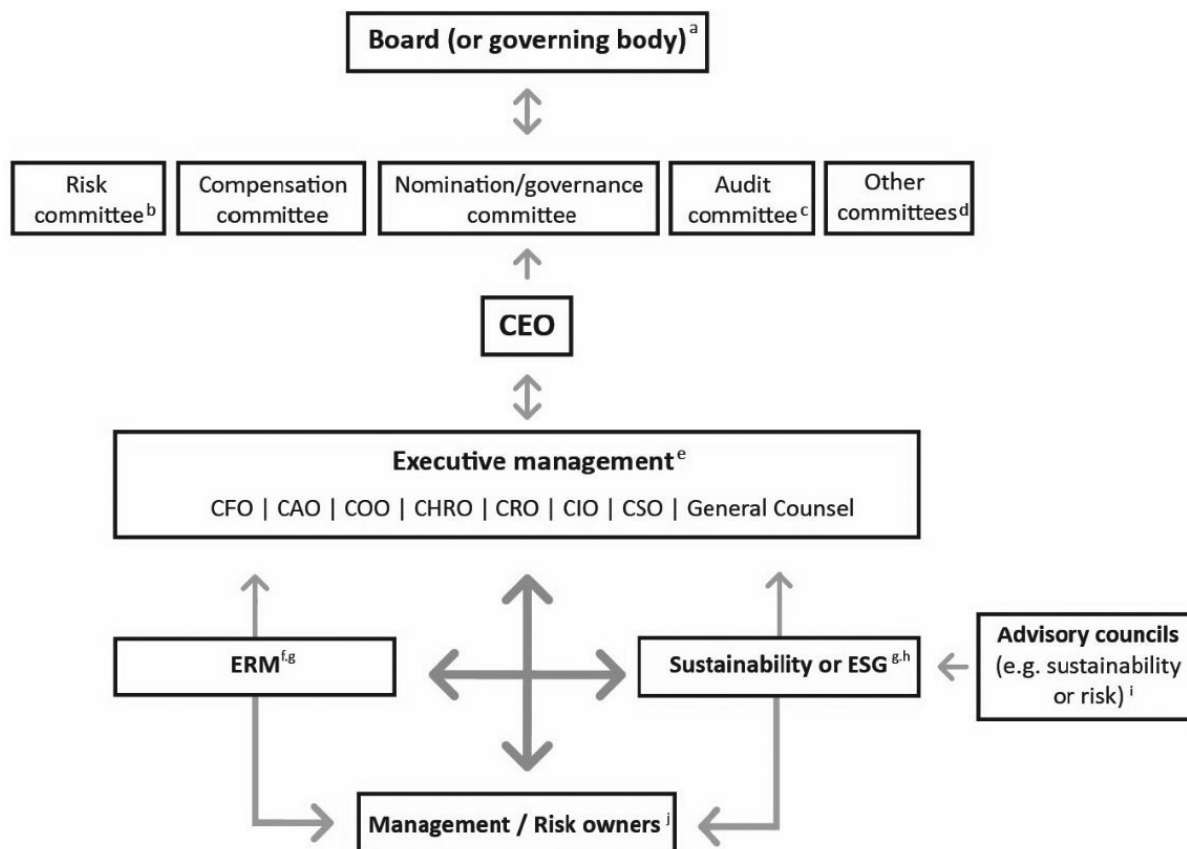 Board (or governing body) a
Risk
committee b
Compensation
committee
Nomination/governance
committee
Audit
committee c
Other
committees d
CEO
Executive management e
CFO | CAO | COO | CHRO | CRO | CIO | CSO | General Counsel
ERM f,g
Sustainability or ESG g,h
Advisory councils
(e.g. sustainability
or risk) i
Management / Risk owners j